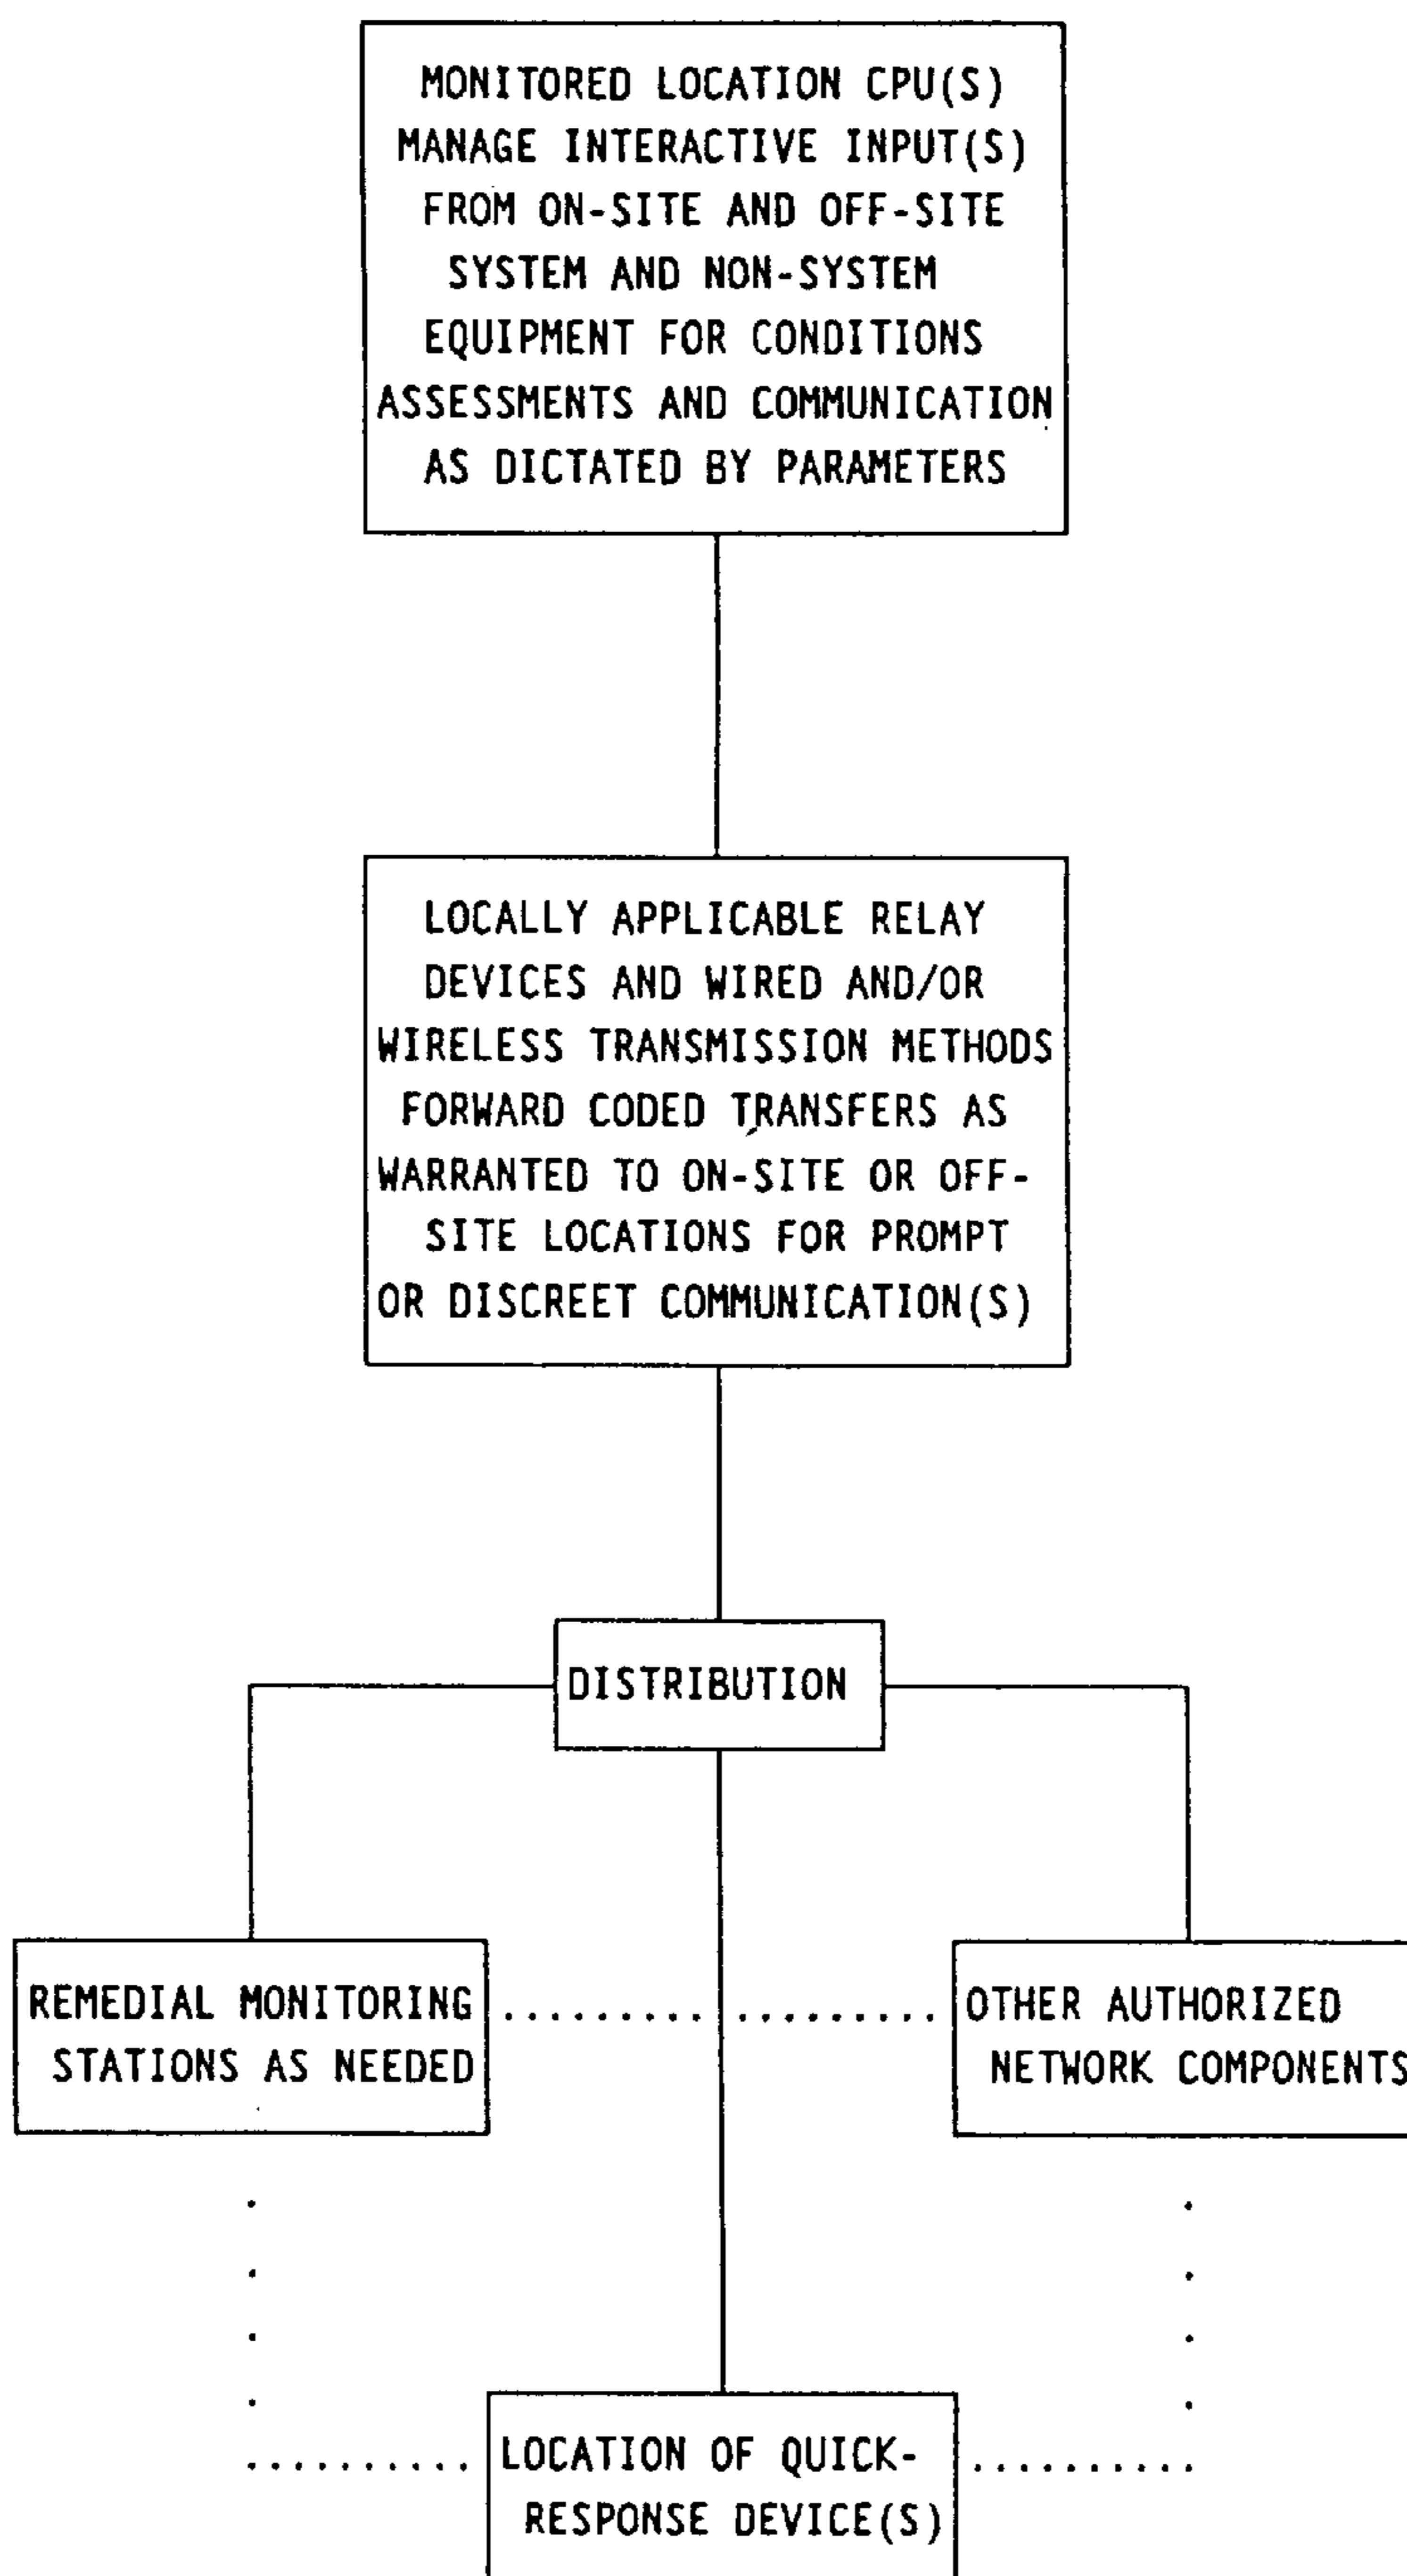 MONITORED LOCATION CPU(S)
MANAGE INTERACTIVE INPUT(S)
FROM ON-SITE AND OFF-SITE
SYSTEM AND NON-SYSTEM
EQUIPMENT FOR CONDITIONS
ASSESSMENTS AND COMMUNICATION
AS DICTATED BY PARAMETERS
LOCALLY APPLICABLE RELAY
DEVICES AND WIRED AND/OR
WIRELESS TRANSMISSION METHODS
FORWARD CODED TRANSFERS AS
WARRANTED TO ON-SITE OR OFF-
SITE LOCATIONS FOR PROMPT
OR DISCREET COMMUNICATION(S)
DISTRIBUTION
REMEDIAL MONITORING
STATIONS AS NEEDED
OTHER AUTHORIZED
NETWORK COMPONENTS
LOCATION OF QUICK-
RESPONSE DEVICE(S)